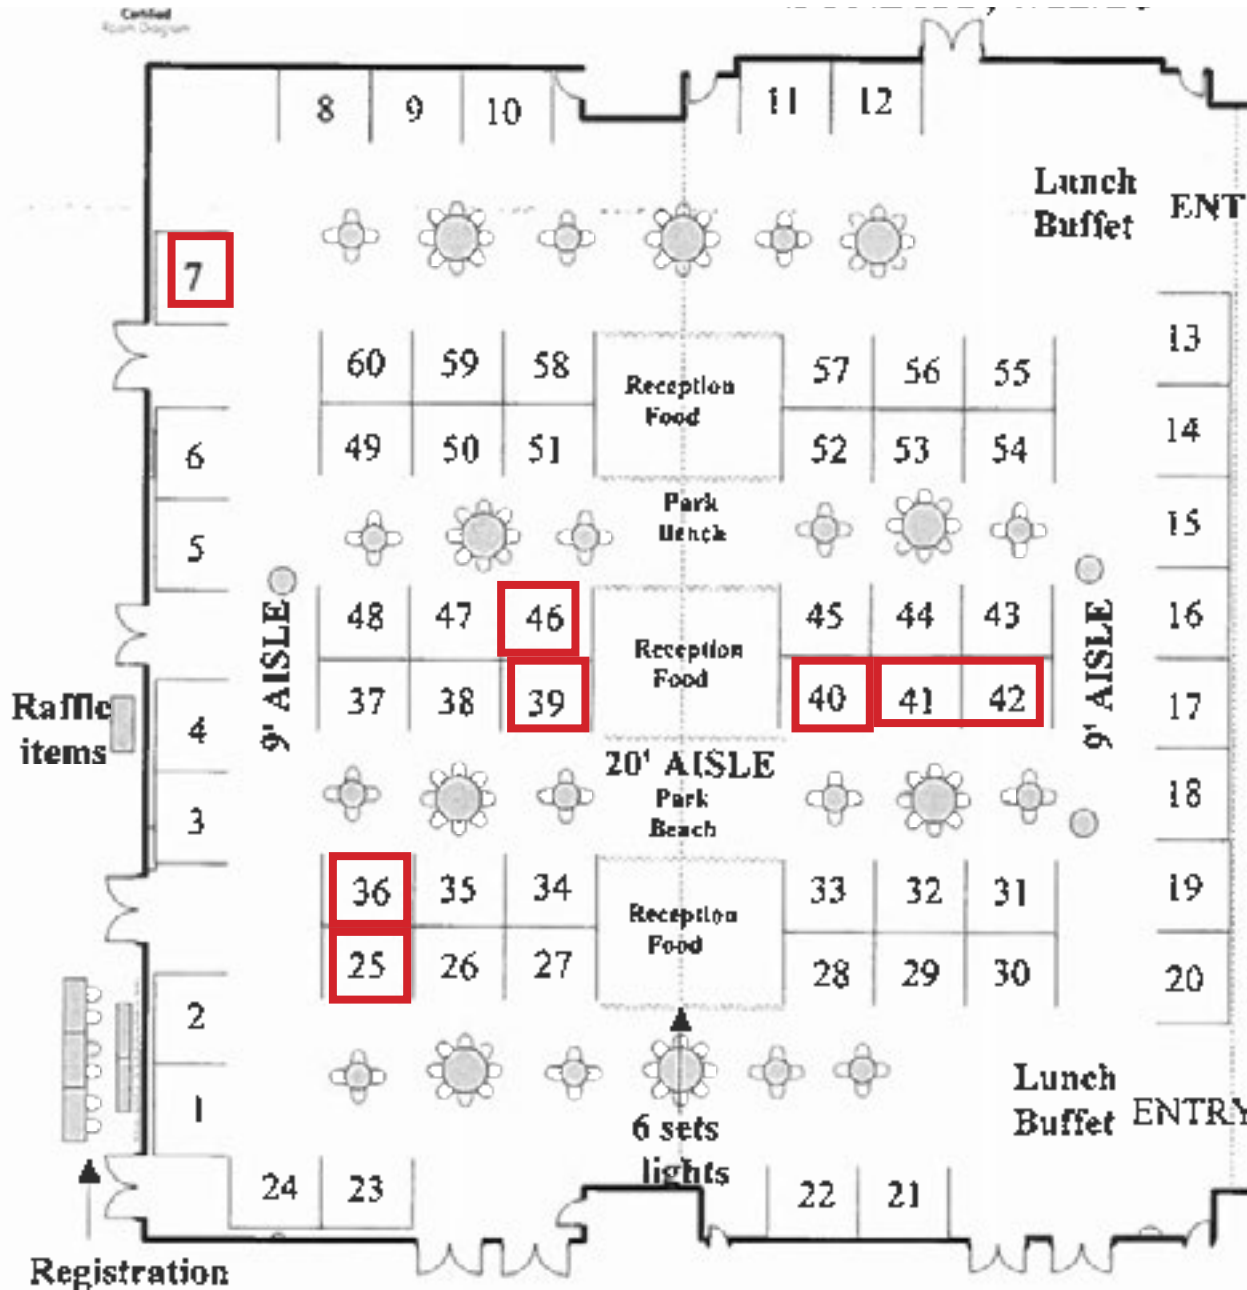 Certified
Room Diagram
8 9 10 11 12
Lunch
Buffet
ENT
7
13
60 59 58 57 56 55
Reception
Food
14
6 49 50 51 52 53 54
Park
Bench
15
5
48 47 46 45 44 43 16
9' AISLE
Reception
Food
9' AISLE
Raffle
items
4 37 38 39 40 41 42 17
20' AISLE
Park
Beach
18
3
36 35 34 33 32 31 19
Reception
Food
25 26 27 28 29 30 20
2
1
Lunch
Buffet
ENTRY
6 sets
lights
24 23 22 21
Registration